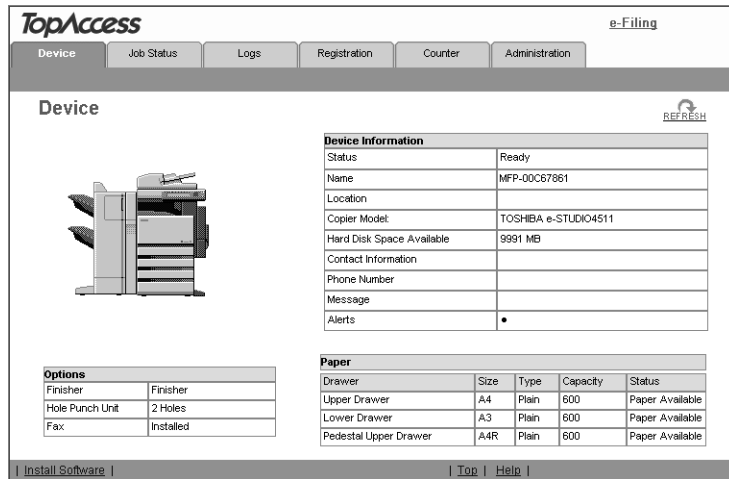 TopAccess
e-Filing
Device Job Status Logs Registration Counter Administration
Device
REFRESH
Device Information
Status Ready
Name MFP-00C67861
Location
Copier Model: TOSHIBA e-STUDIO4511
Hard Disk Space Available 9991 MB
Contact Information
Phone Number
Message
Alerts ●
Options
Finisher Finisher
Hole Punch Unit 2 Holes
Fax Installed
Paper
Drawer Size Type Capacity Status
Upper Drawer A4 Plain 600 Paper Available
Lower Drawer A3 Plain 600 Paper Available
Pedestal Upper Drawer A4R Plain 600 Paper Available
| Install Software | | Top | Help |